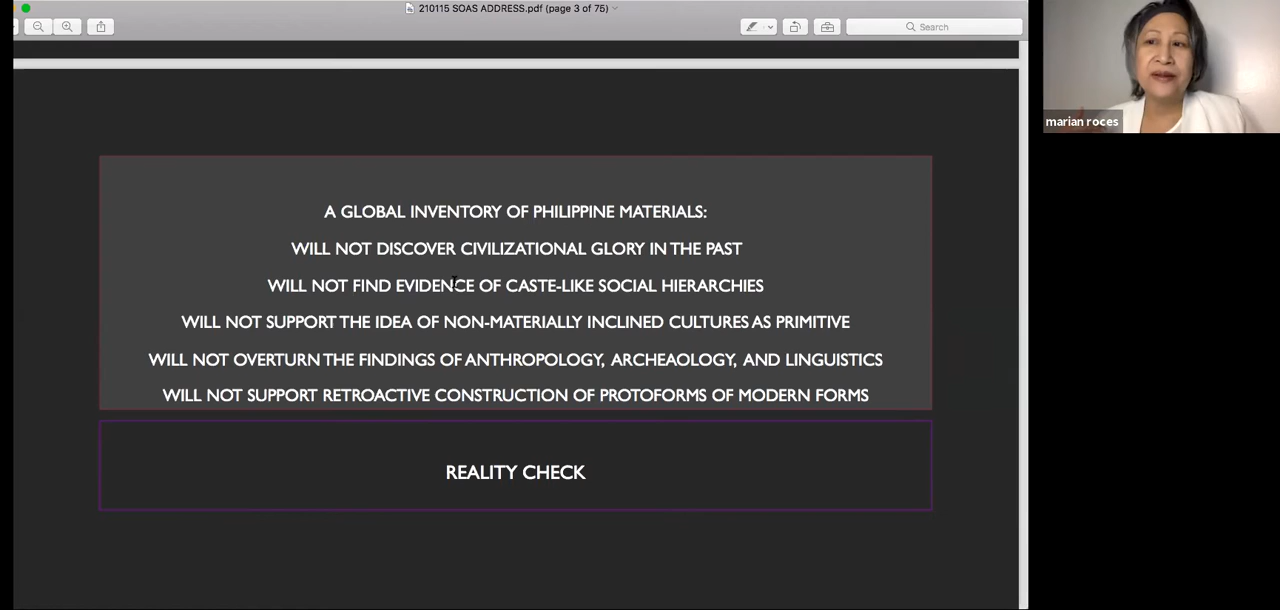 210115 SOAS ADDRESS.pdf (page 3 of 75)
Search
marian roces
A GLOBAL INVENTORY OF PHILIPPINE MATERIALS:
WILL NOT DISCOVER CIVILIZATIONAL GLORY IN THE PAST
WILL NOT FIND EVIDENCE OF CASTE-LIKE SOCIAL HIERARCHIES
WILL NOT SUPPORT THE IDEA OF NON-MATERIALLY INCLINED CULTURES AS PRIMITIVE
WILL NOT OVERTURN THE FINDINGS OF ANTHROPOLOGY, ARCHEAOLOGY, AND LINGUISTICS
WILL NOT SUPPORT RETROACTIVE CONSTRUCTION OF PROTOFORMS OF MODERN FORMS
REALITY CHECK